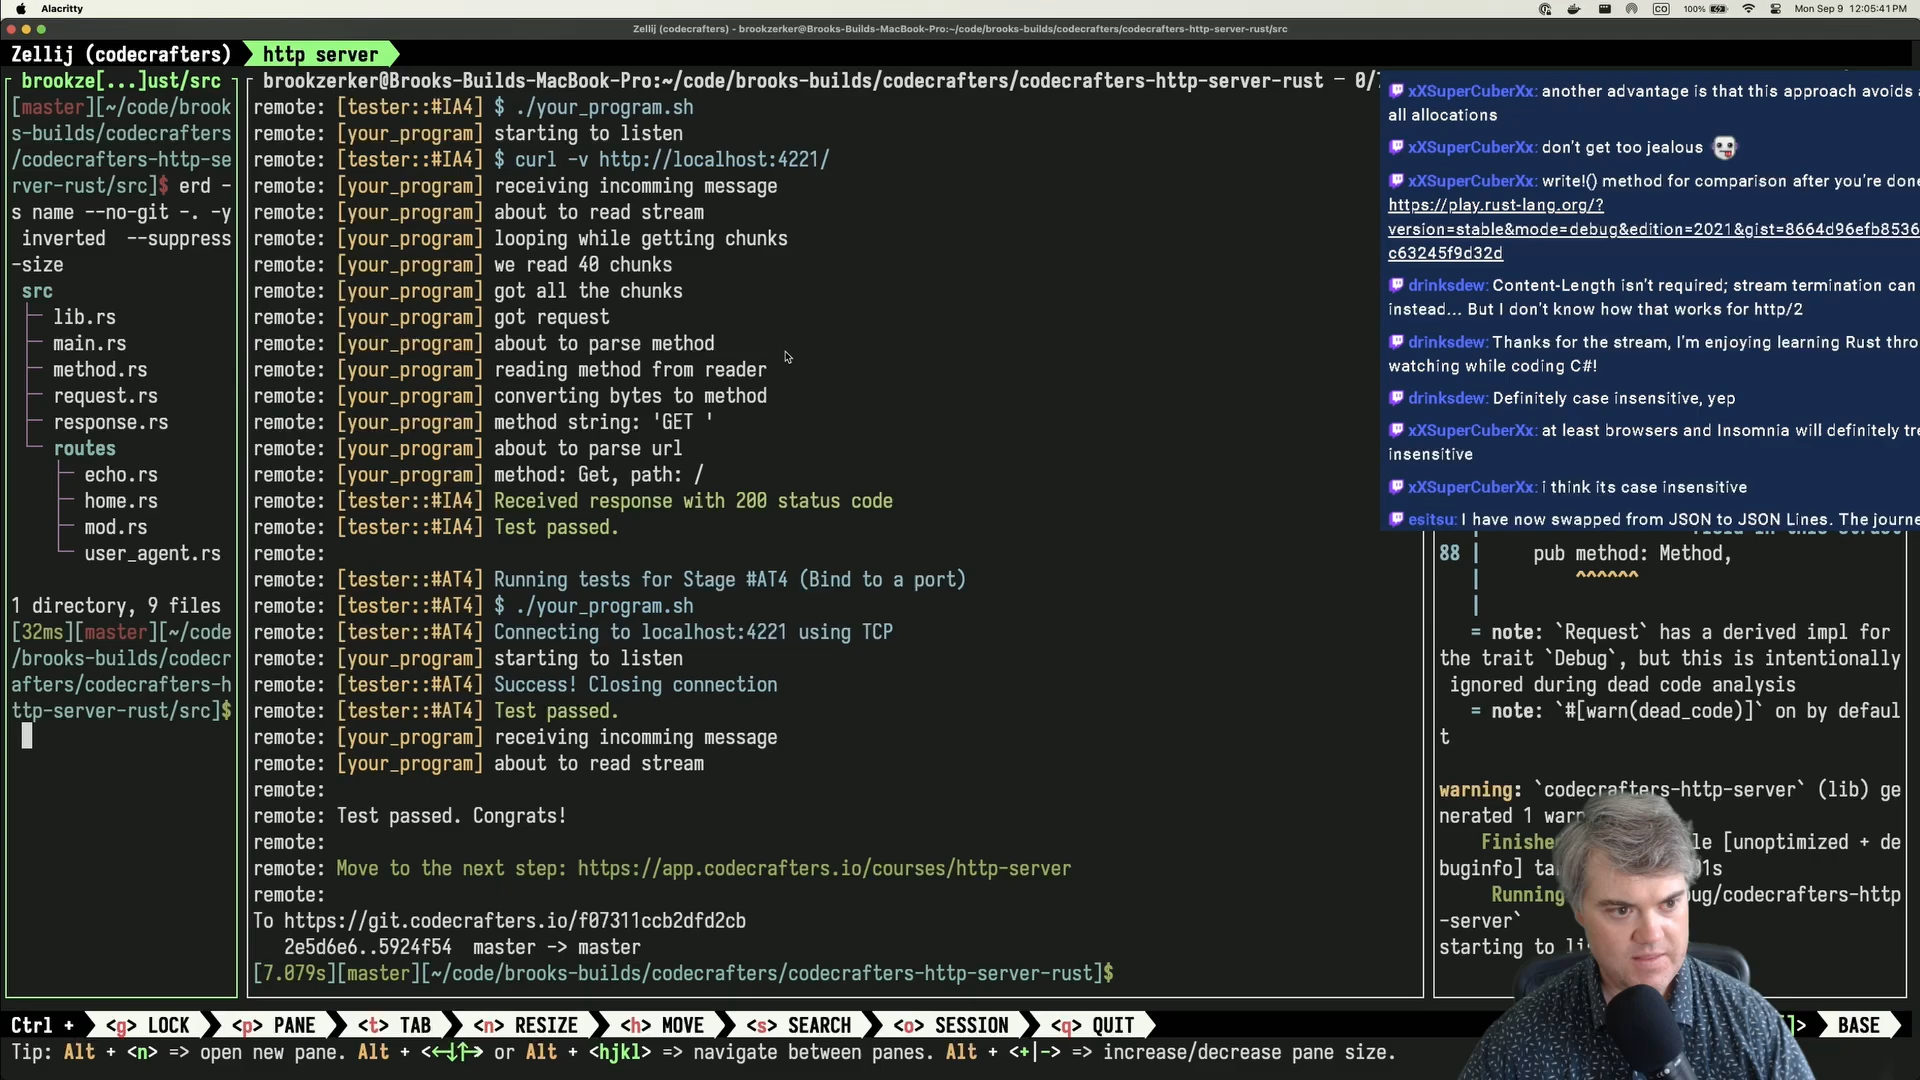 Alacritty
100%
Mon Sep 9 12:05:41 PM
Zellij (codecrafters) - brookzerker@Brooks-Builds-MacBook-Pro:~/code/brooks-builds/codecrafters/codecrafters-http-server-rust/src
Zellij (codecrafters) http server
brookze[...]ust/src
[master][~/code/brook
s-builds/codecrafters
/codecrafters-http-se
rver-rust/src]$ erd -
s name --no-git -. -y
inverted --suppress
-size
src
lib.rs
main.rs
method.rs
request.rs
response.rs
routes
echo.rs
home.rs
mod.rs
user_agent.rs
1 directory, 9 files
[32ms][master][~/code
/brooks-builds/codecr
afters/codecrafters-h
ttp-server-rust/src]$
brookzerker@Brooks-Builds-MacBook-Pro:~/code/brooks-builds/codecrafters/codecrafters-http-server-rust — 0/
remote: [tester::#IA4] $ ./your_program.sh
remote: [your_program] starting to listen
remote: [tester::#IA4] $ curl -v http://localhost:4221/
remote: [your_program] receiving incomming message
remote: [your_program] about to read stream
remote: [your_program] looping while getting chunks
remote: [your_program] we read 40 chunks
remote: [your_program] got all the chunks
remote: [your_program] got request
remote: [your_program] about to parse method
remote: [your_program] reading method from reader
remote: [your_program] converting bytes to method
remote: [your_program] method string: 'GET '
remote: [your_program] about to parse url
remote: [your_program] method: Get, path: /
remote: [tester::#IA4] Received response with 200 status code
remote: [tester::#IA4] Test passed.
remote:
remote: [tester::#AT4] Running tests for Stage #AT4 (Bind to a port)
remote: [tester::#AT4] $ ./your_program.sh
remote: [tester::#AT4] Connecting to localhost:4221 using TCP
remote: [your_program] starting to listen
remote: [tester::#AT4] Success! Closing connection
remote: [tester::#AT4] Test passed.
remote: [your_program] receiving incomming message
remote: [your_program] about to read stream
remote:
remote: Test passed. Congrats!
remote:
remote: Move to the next step: https://app.codecrafters.io/courses/http-server
remote:
To https://git.codecrafters.io/f07311ccb2dfd2cb
2e5d6e6..5924f54 master -> master
[7.079s][master][~/code/brooks-builds/codecrafters/codecrafters-http-server-rust]$
xXSuperCuberXx: another advantage is that this approach avoids
all allocations
xXSuperCuberXx: don't get too jealous
xXSuperCuberXx: write!() method for comparison after you're done
https://play.rust-lang.org/?
version=stable&mode=debug&edition=2021&gist=8664d96efb8536
c63245f9d32d
drinksdew: Content-Length isn't required; stream termination can
instead... But I don't know how that works for http/2
drinksdew: Thanks for the stream, I'm enjoying learning Rust thro
watching while coding C#!
drinksdew: Definitely case insensitive, yep
xXSuperCuberXx: at least browsers and Insomnia will definitely tre
insensitive
xXSuperCuberXx: i think its case insensitive
esitsu: I have now swapped from JSON to JSON Lines. The journe
88 | pub method: Method,
| ^^^^^^
|
= note: `Request` has a derived impl for
the trait `Debug`, but this is intentionally
ignored during dead code analysis
= note: `#[warn(dead_code)]` on by defaul
t
warning: `codecrafters-http-server` (lib) ge
nerated 1 warn
Finishe le [unoptimized + de
buginfo] ta 1s
Running ug/codecrafters-http
-server`
starting to li
Ctrl + <g> LOCK <p> PANE <t> TAB <n> RESIZE <h> MOVE <s> SEARCH <o> SESSION <q> QUIT BASE
Tip: Alt + <n> => open new pane. Alt + <←↓↑→> or Alt + <hjkl> => navigate between panes. Alt + <+|-> => increase/decrease pane size.